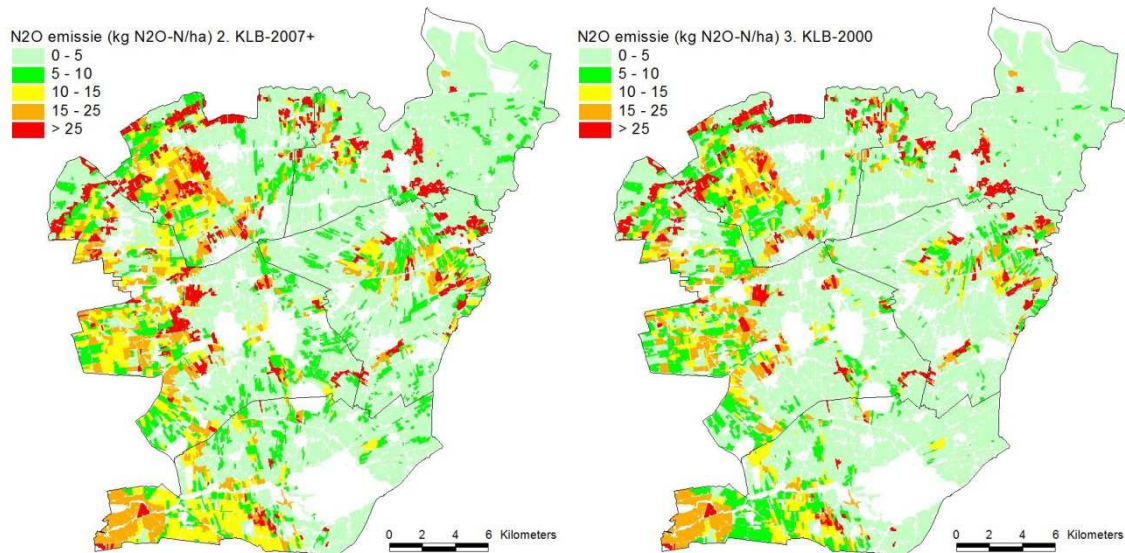 N2O emissie (kg N2O-N/ha) 2. KLB-2007+
0 - 5
5 - 10
10 - 15
15 - 25
> 25
0 2 4 6 Kilometers
N2O emissie (kg N2O-N/ha) 3. KLB-2000
0 - 5
5 - 10
10 - 15
15 - 25
> 25
0 2 4 6 Kilometers